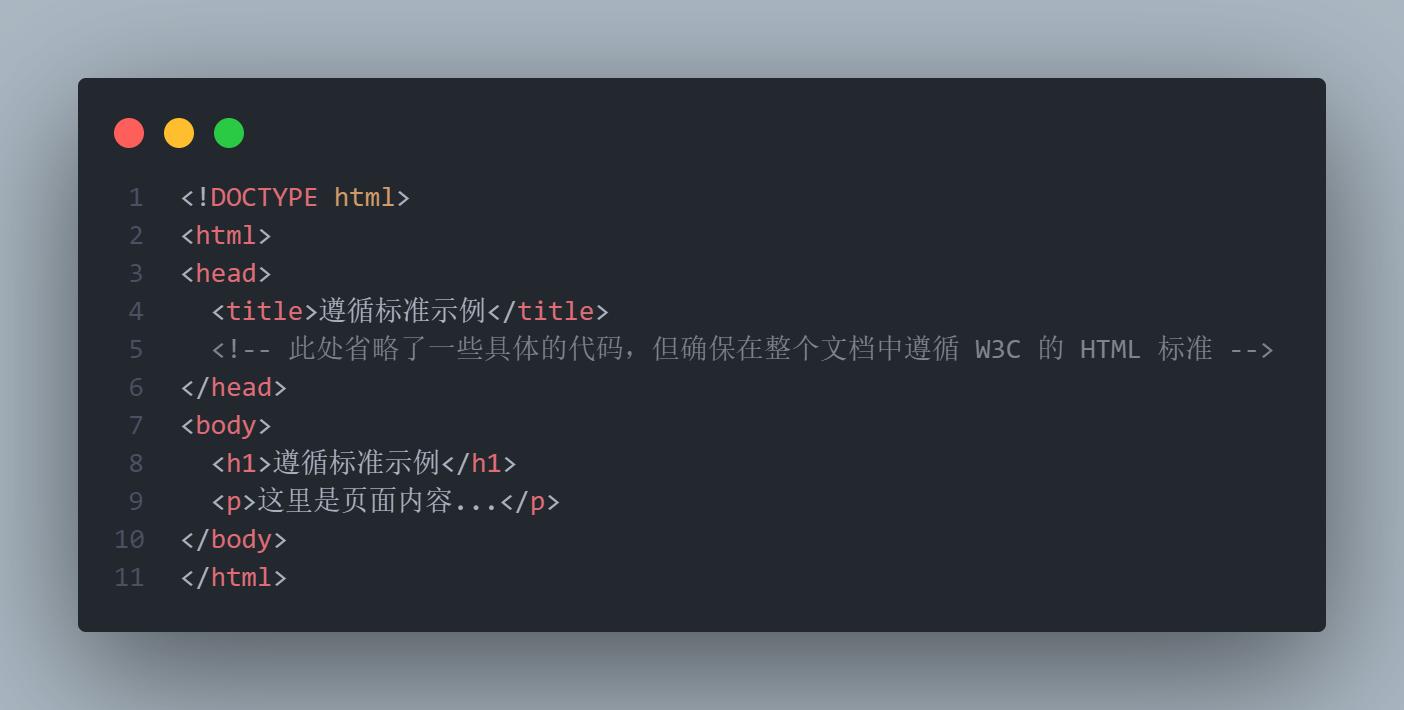 1 <!DOCTYPE html>
2 <html>
3 <head>
4   <title>遵循标准示例</title>
5   <!-- 此处省略了一些具体的代码，但确保在整个文档中遵循 W3C 的 HTML 标准 -->
6 </head>
7 <body>
8   <h1>遵循标准示例</h1>
9   <p>这里是页面内容...</p>
10 </body>
11 </html>